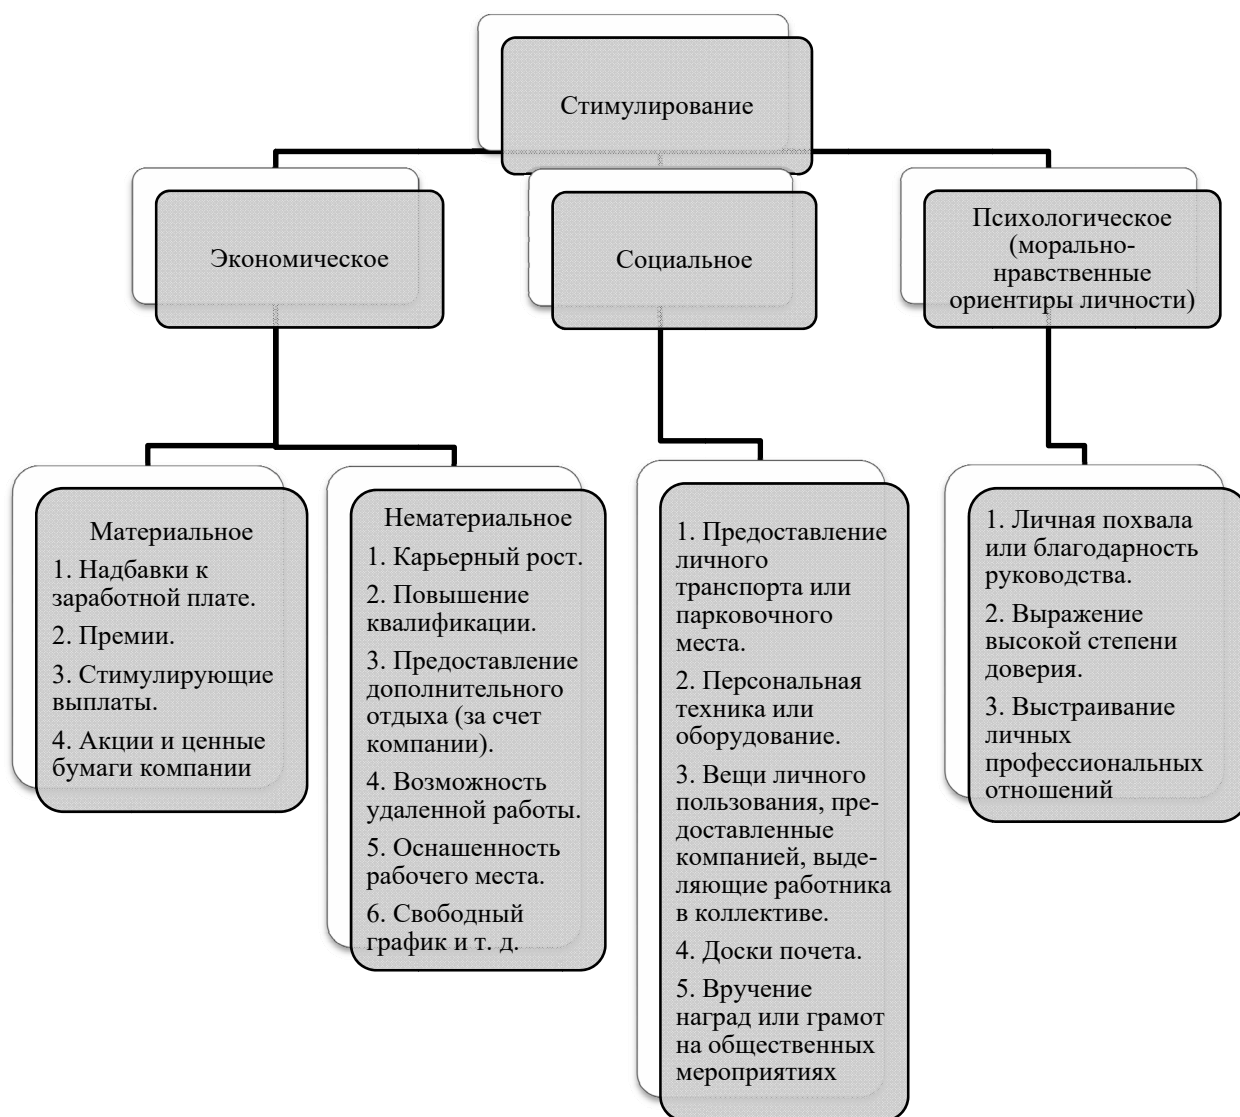 Стимулирование
Экономическое
Социальное
Психологическое
(морально-
нравственные
ориентиры личности)
Материальное
1. Надбавки к
заработной плате.
2. Премии.
3. Стимулирующие
выплаты.
4. Акции и ценные
бумаги компании
Нематериальное
1. Карьерный рост.
2. Повышение
квалификации.
3. Предоставление
дополнительного
отдыха (за счет
компании).
4. Возможность
удаленной работы.
5. Оснашенность
рабочего места.
6. Свободный
график и т. д.
1. Предоставление
личного
транспорта или
парковочного
места.
2. Персональная
техника или
оборудование.
3. Вещи личного
пользования, пре-
доставленные
компанией, выде-
ляющие работника
в коллективе.
4. Доски почета.
5. Вручение
наград или грамот
на общественных
мероприятиях
1. Личная похвала
или благодарность
руководства.
2. Выражение
высокой степени
доверия.
3. Выстраивание
личных
профессиональных
отношений